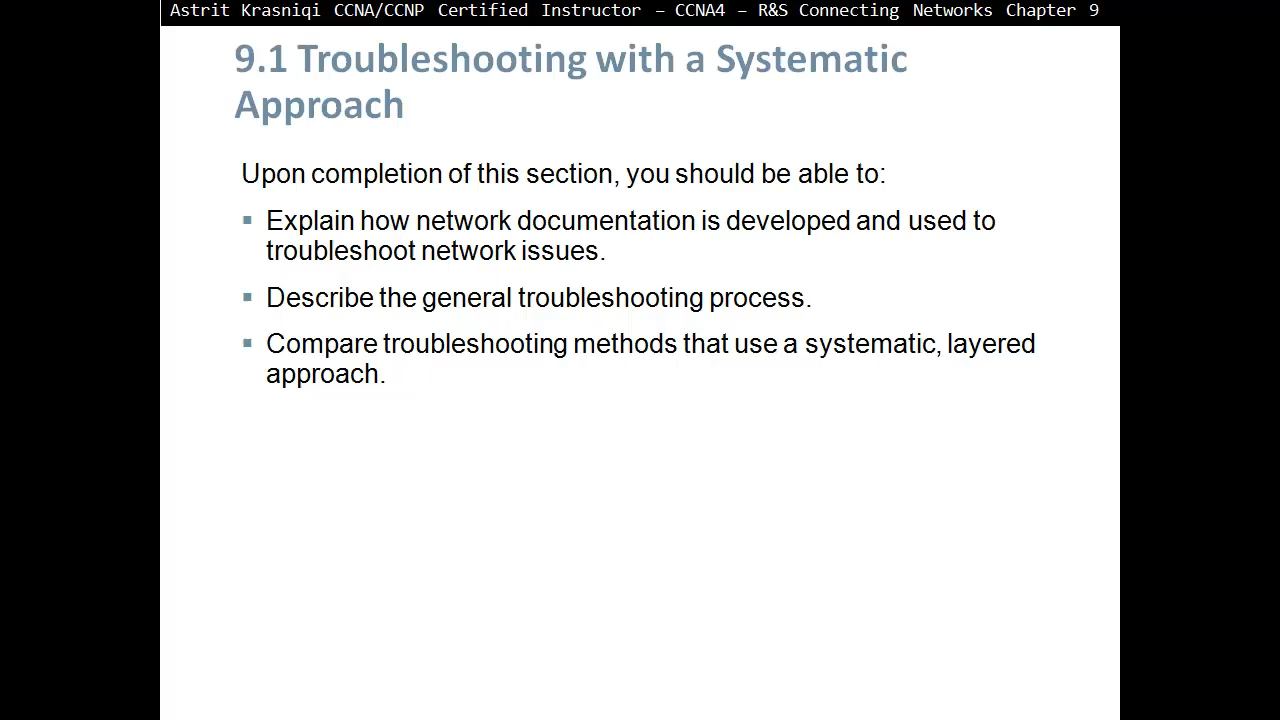 Astrit Krasniqi CCNA/CCNP Certified Instructor – CCNA4 – R&S Connecting Networks Chapter 9
9.1 Troubleshooting with a Systematic
Approach
Upon completion of this section, you should be able to:
▪ Explain how network documentation is developed and used to
troubleshoot network issues.
▪ Describe the general troubleshooting process.
▪ Compare troubleshooting methods that use a systematic, layered
approach.